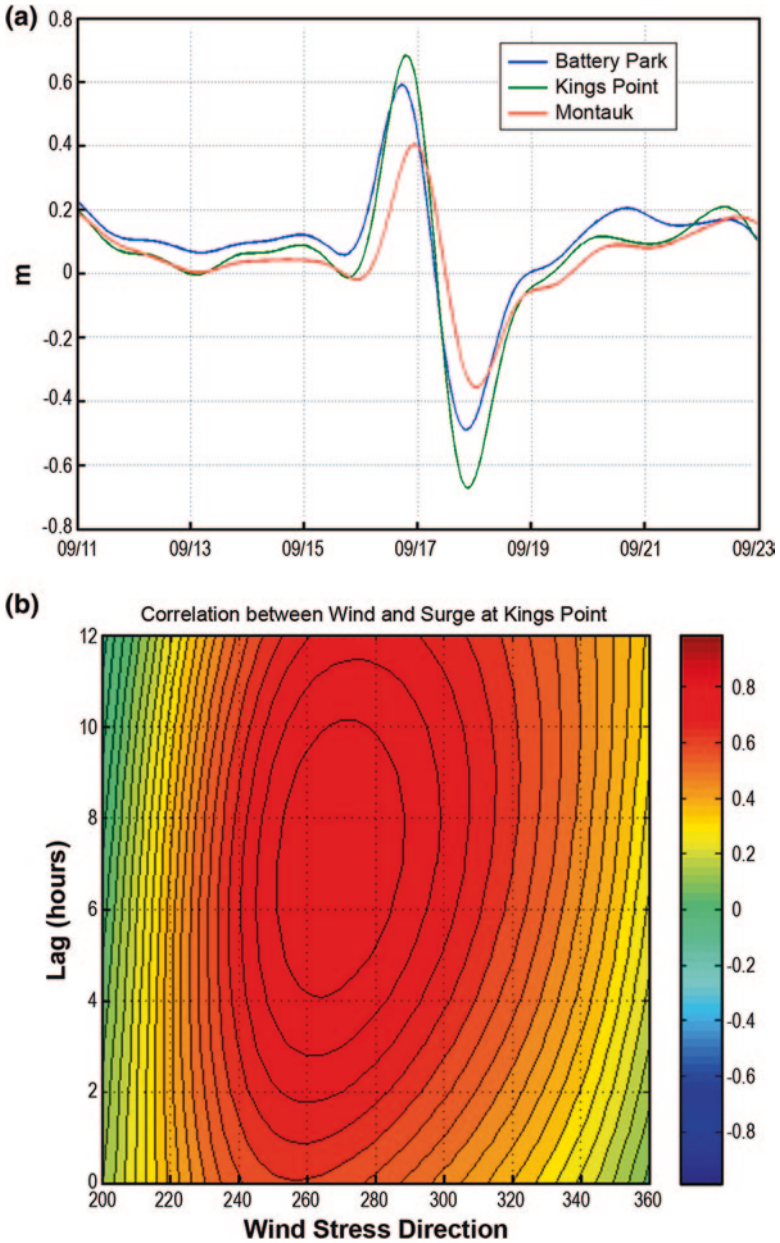 (a)
0.8
0.6
0.4
0.2
0
-0.2
-0.4
-0.6
-0.8
m
Battery Park
Kings Point
Montauk
09/11 09/13 09/15 09/17 09/19 09/21 09/23
(b)
Correlation between Wind and Surge at Kings Point
12
10
8
6
4
2
0
Lag (hours)
200 220 240 260 280 300 320 340 360
Wind Stress Direction
0.8
0.6
0.4
0.2
0
-0.2
-0.4
-0.6
-0.8